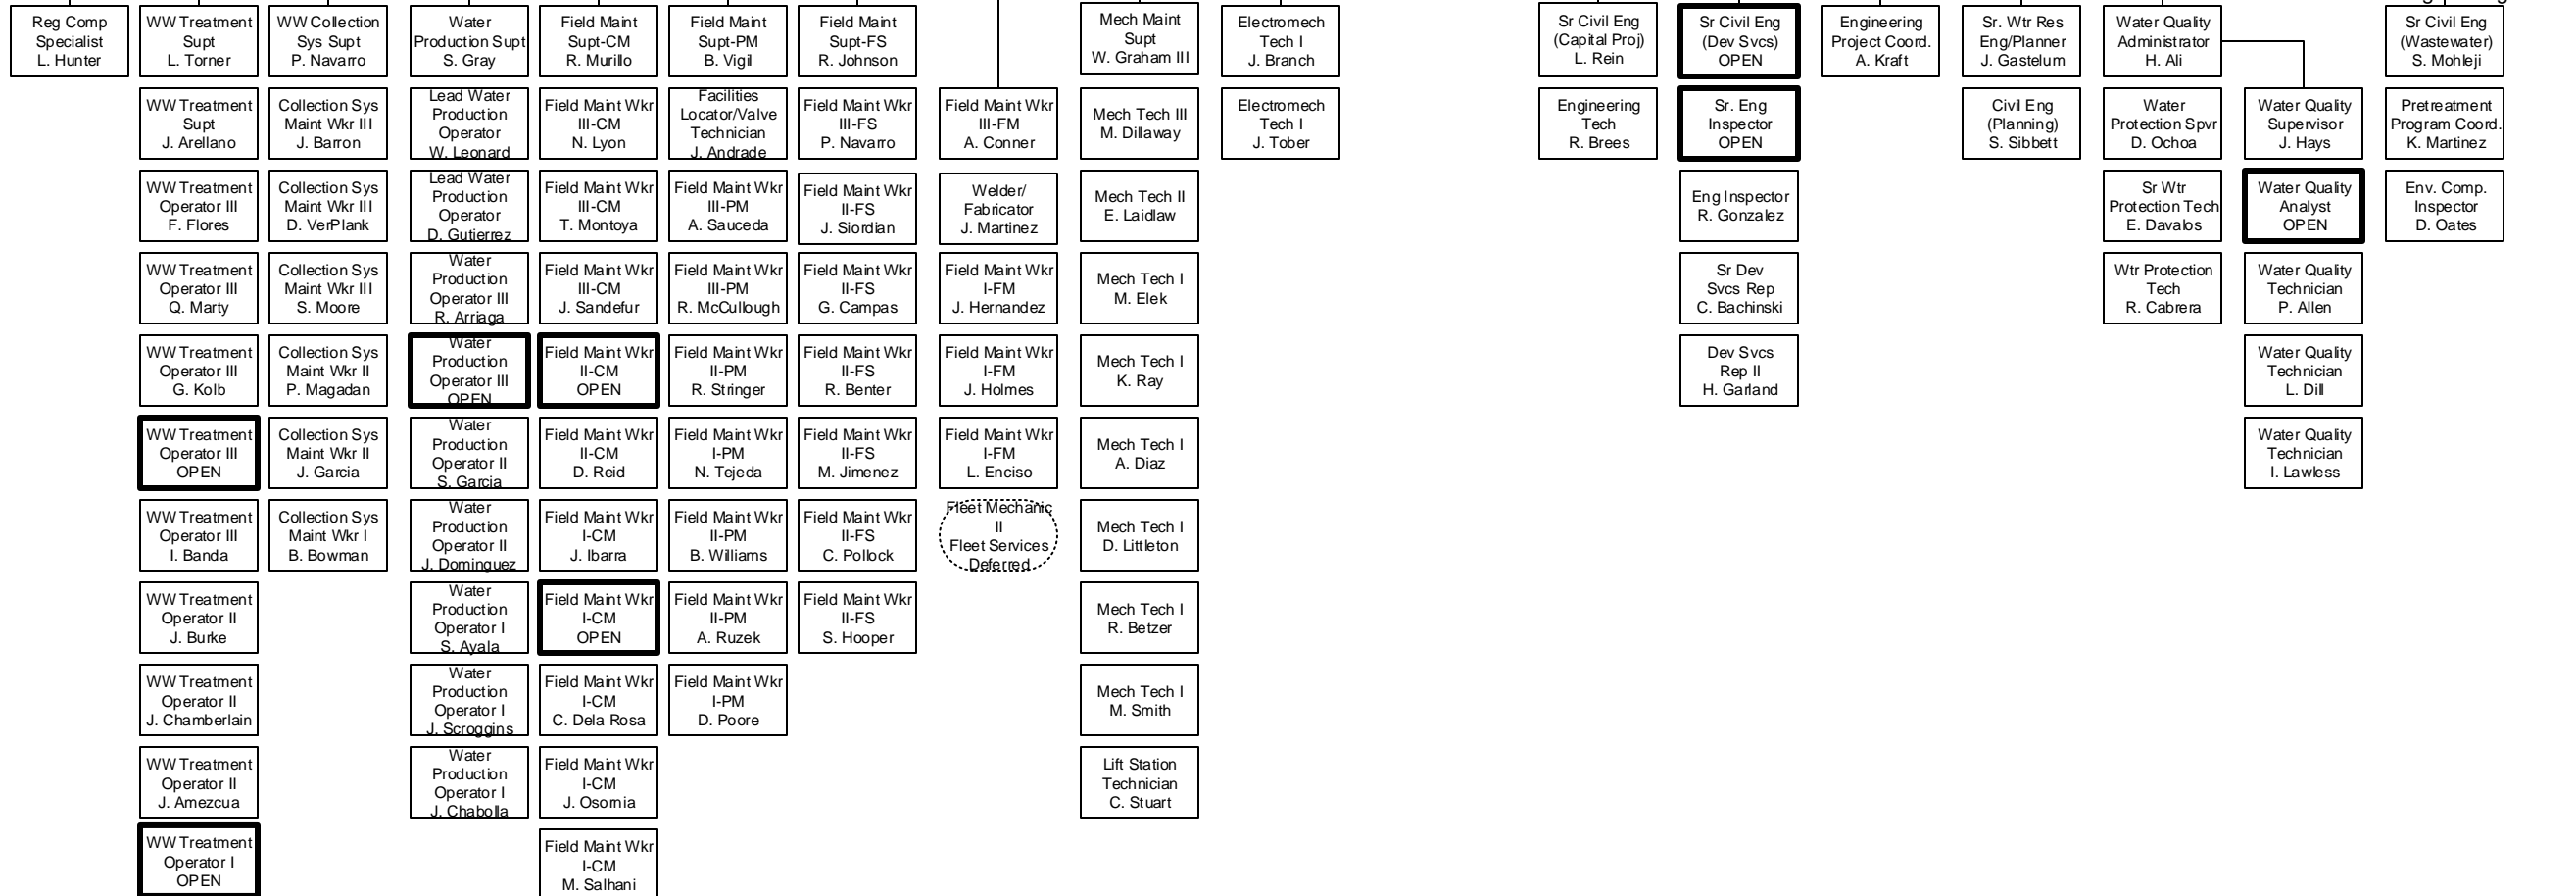 Reg Comp
Specialist
L. Hunter
WW Treatment
Supt
L. Torner
WW Treatment
Supt
J. Arellano
WW Treatment
Operator III
F. Flores
WW Treatment
Operator III
Q. Marty
WW Treatment
Operator III
G. Kolb
WW Treatment
Operator III
OPEN
WW Treatment
Operator III
I. Banda
WW Treatment
Operator II
J. Burke
WW Treatment
Operator II
J. Chamberlain
WW Treatment
Operator II
J. Amezcua
WW Treatment
Operator I
OPEN
WW Collection
Sys Supt
P. Navarro
Collection Sys
Maint Wkr III
J. Barron
Collection Sys
Maint Wkr III
D. VerPlank
Collection Sys
Maint Wkr III
S. Moore
Collection Sys
Maint Wkr II
P. Magadan
Collection Sys
Maint Wkr II
J. Garcia
Collection Sys
Maint Wkr I
B. Bowman
Water
Production Supt
S. Gray
Lead Water
Production
Operator
W. Leonard
Lead Water
Production
Operator
D. Gutierrez
Water
Production
Operator III
R. Arriaga
Water
Production
Operator III
OPEN
Water
Production
Operator II
S. Garcia
Water
Production
Operator II
J. Dominguez
Water
Production
Operator I
S. Ayala
Water
Production
Operator I
J. Scroggins
Water
Production
Operator I
J. Chabolla
Field Maint
Supt-CM
R. Murillo
Field Maint Wkr
III-CM
N. Lyon
Field Maint Wkr
III-CM
T. Montoya
Field Maint Wkr
III-CM
J. Sandefur
Field Maint Wkr
II-CM
OPEN
Field Maint Wkr
II-CM
D. Reid
Field Maint Wkr
I-CM
J. Ibarra
Field Maint Wkr
I-CM
OPEN
Field Maint Wkr
I-CM
C. Dela Rosa
Field Maint Wkr
I-CM
J. Osornia
Field Maint Wkr
I-CM
M. Salhani
Field Maint
Supt-PM
B. Vigil
Facilities
Locator/Valve
Technician
J. Andrade
Field Maint Wkr
III-PM
A. Sauceda
Field Maint Wkr
III-PM
R. McCullough
Field Maint Wkr
II-PM
R. Stringer
Field Maint Wkr
I-PM
N. Tejeda
Field Maint Wkr
II-PM
B. Williams
Field Maint Wkr
II-PM
A. Ruzek
Field Maint Wkr
I-PM
D. Poore
Field Maint
Supt-FS
R. Johnson
Field Maint Wkr
III-FS
P. Navarro
Field Maint Wkr
II-FS
J. Siordian
Field Maint Wkr
II-FS
G. Campas
Field Maint Wkr
II-FS
R. Benter
Field Maint Wkr
II-FS
M. Jimenez
Field Maint Wkr
II-FS
C. Pollock
Field Maint Wkr
II-FS
S. Hooper
Field Maint Wkr
III-FM
A. Conner
Welder/
Fabricator
J. Martinez
Field Maint Wkr
I-FM
J. Hernandez
Field Maint Wkr
I-FM
J. Holmes
Field Maint Wkr
I-FM
L. Enciso
Fleet Mechanic
II
Fleet Services
Deferred
Mech Maint
Supt
W. Graham III
Mech Tech III
M. Dillaway
Mech Tech II
E. Laidlaw
Mech Tech I
M. Elek
Mech Tech I
K. Ray
Mech Tech I
A. Diaz
Mech Tech I
D. Littleton
Mech Tech I
R. Betzer
Mech Tech I
M. Smith
Lift Station
Technician
C. Stuart
Electromech
Tech I
J. Branch
Electromech
Tech I
J. Tober
Sr Civil Eng
(Capital Proj)
L. Rein
Engineering
Tech
R. Brees
Sr Civil Eng
(Dev Svcs)
OPEN
Sr. Eng
Inspector
OPEN
Eng Inspector
R. Gonzalez
Sr Dev
Svcs Rep
C. Bachinski
Dev Svcs
Rep II
H. Garland
Engineering
Project Coord.
A. Kraft
Sr. Wtr Res
Eng/Planner
J. Gastelum
Civil Eng
(Planning)
S. Sibbett
Water Quality
Administrator
H. Ali
Water
Protection Spvr
D. Ochoa
Sr Wtr
Protection Tech
E. Davalos
Wtr Protection
Tech
R. Cabrera
Water Quality
Supervisor
J. Hays
Water Quality
Analyst
OPEN
Water Quality
Technician
P. Allen
Water Quality
Technician
L. Dill
Water Quality
Technician
I. Lawless
Sr Civil Eng
(Wastewater)
S. Mohleji
Pretreatment
Program Coord.
K. Martinez
Env. Comp.
Inspector
D. Oates